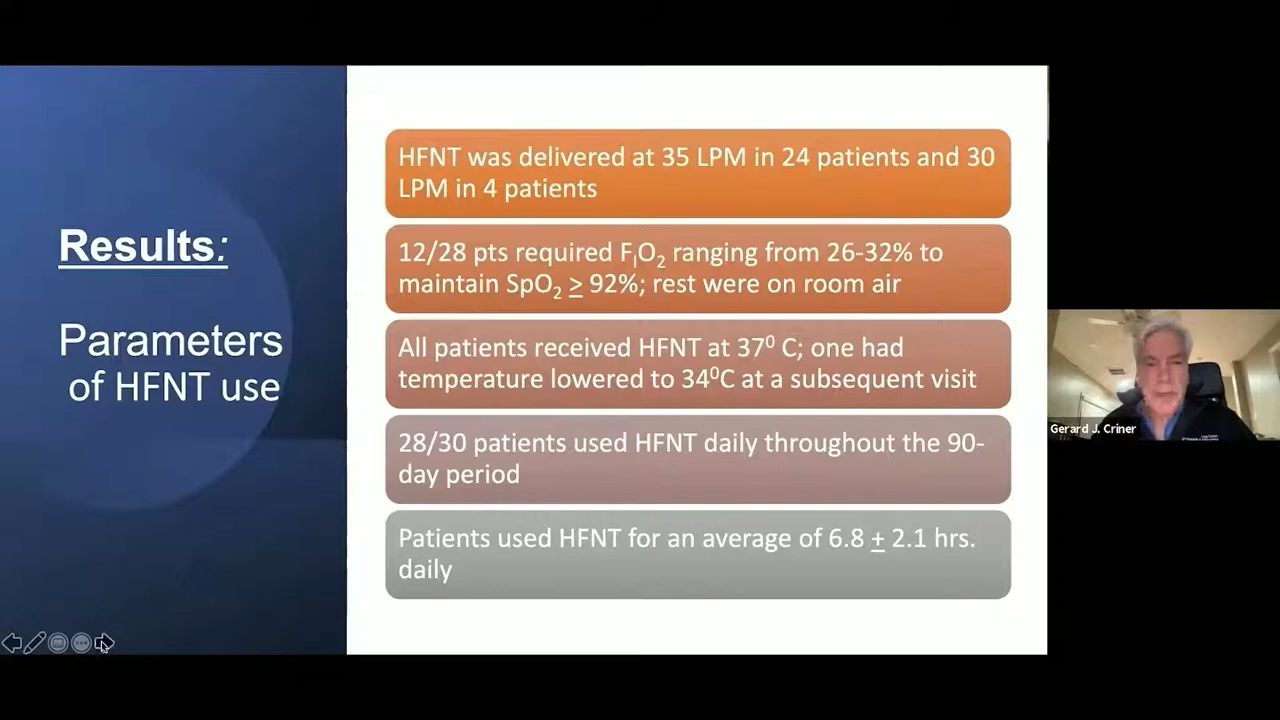 Results:
Parameters
of HFNT use
HFNT was delivered at 35 LPM in 24 patients and 30
LPM in 4 patients
12/28 pts required FIO2 ranging from 26-32% to
maintain SpO2 ≥ 92%; rest were on room air
All patients received HFNT at 37⁰ C; one had
temperature lowered to 34⁰C at a subsequent visit
28/30 patients used HFNT daily throughout the 90-
day period
Patients used HFNT for an average of 6.8 ± 2.1 hrs.
daily
Gerard J. Criner